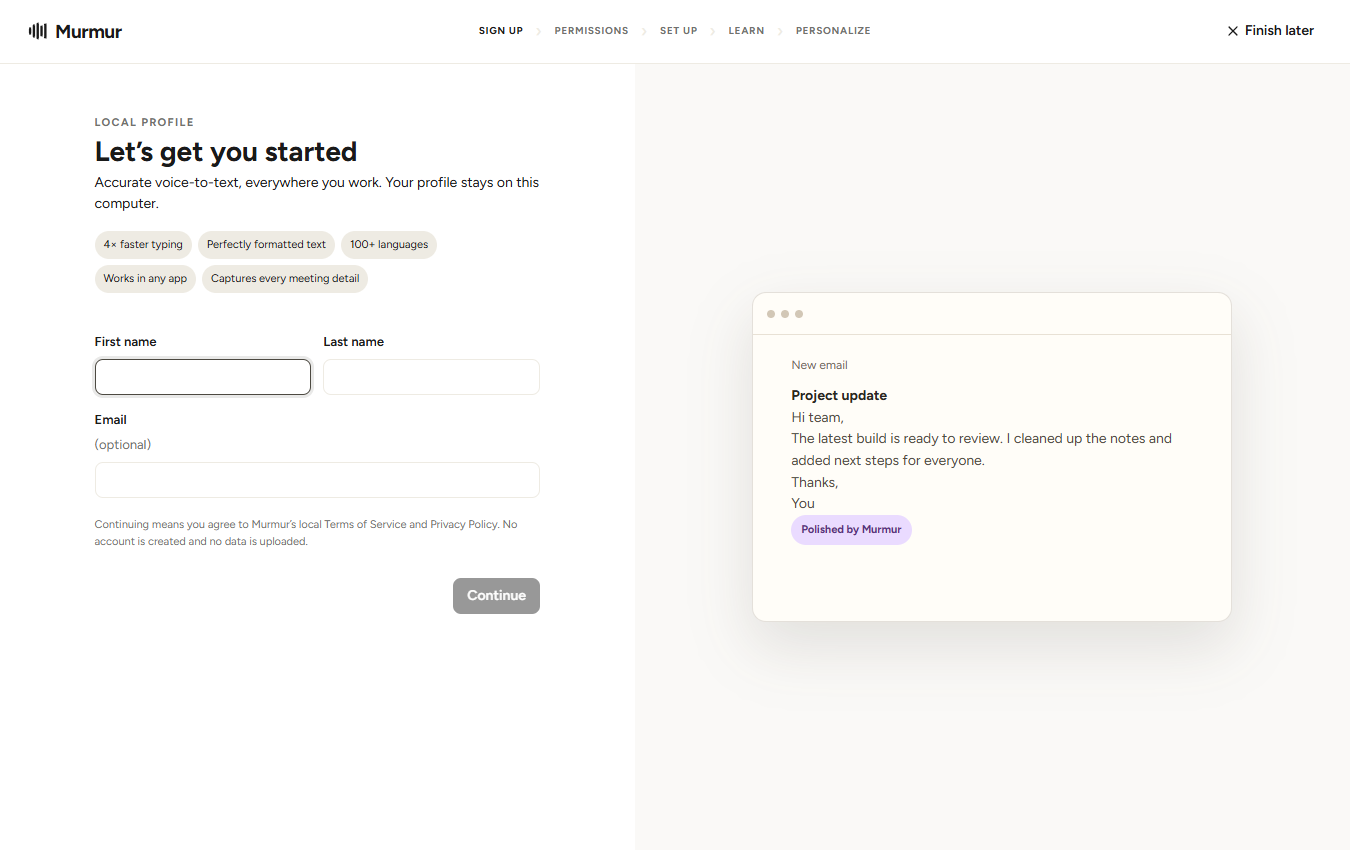 Murmur
SIGN UP
PERMISSIONS
SET UP
LEARN
PERSONALIZE
Finish later
LOCAL PROFILE
Let’s get you started
Accurate voice-to-text, everywhere you work. Your profile stays on this
computer.
4× faster typing
Perfectly formatted text
100+ languages
Works in any app
Captures every meeting detail
First name
Last name
Email
(optional)
Continuing means you agree to Murmur’s local Terms of Service and Privacy Policy. No
account is created and no data is uploaded.
Continue
New email
Project update
Hi team,
The latest build is ready to review. I cleaned up the notes and
added next steps for everyone.
Thanks,
You
Polished by Murmur